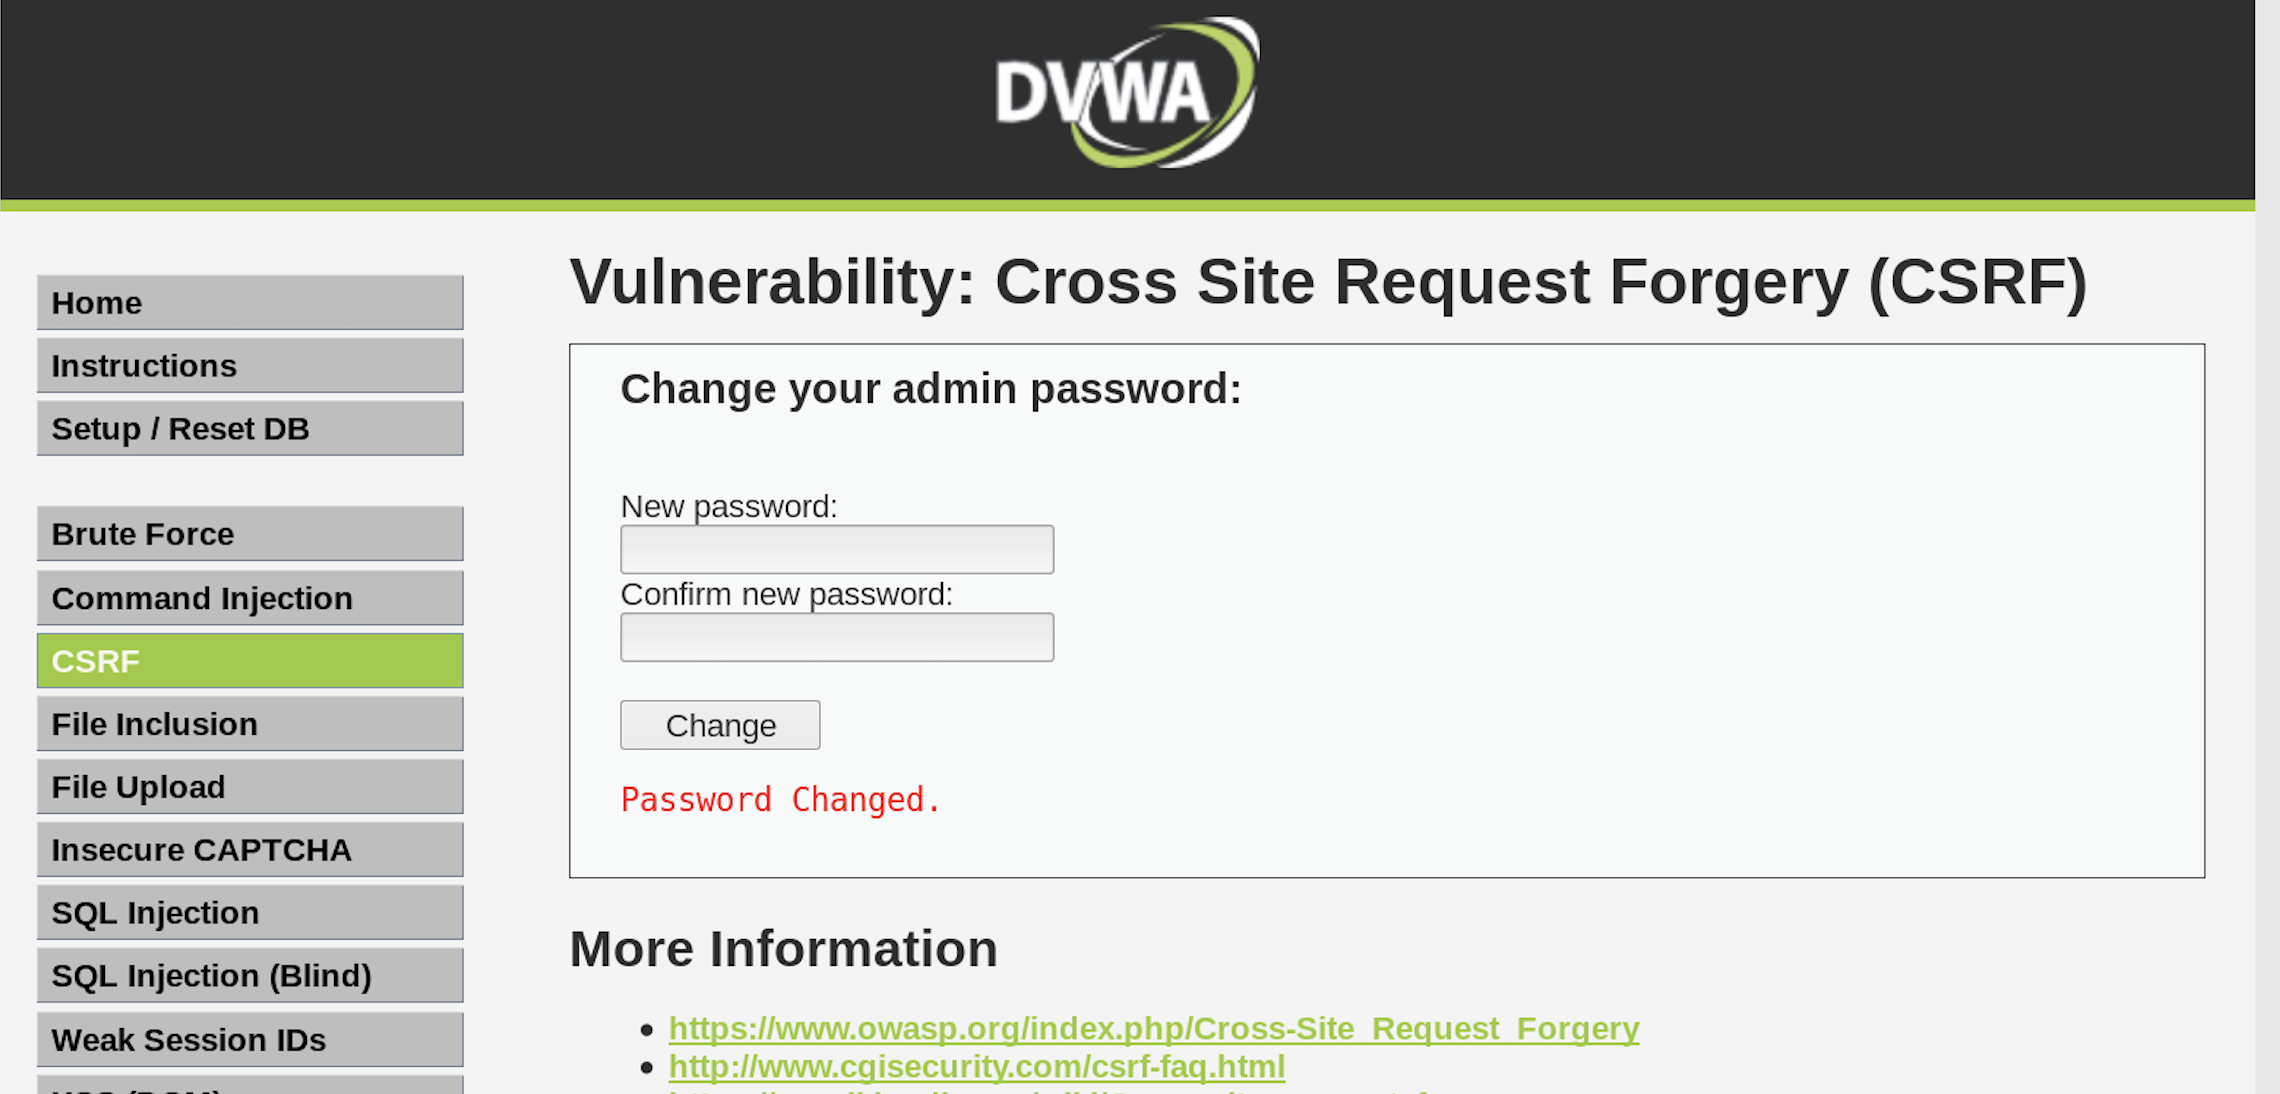 DVWA
Home
Instructions
Setup / Reset DB
Brute Force
Command Injection
CSRF
File Inclusion
File Upload
Insecure CAPTCHA
SQL Injection
SQL Injection (Blind)
Weak Session IDs
Vulnerability: Cross Site Request Forgery (CSRF)
Change your admin password:
New password:
Confirm new password:
Change
Password Changed.
More Information
https://www.owasp.org/index.php/Cross-Site_Request_Forgery
http://www.cgisecurity.com/csrf-faq.html